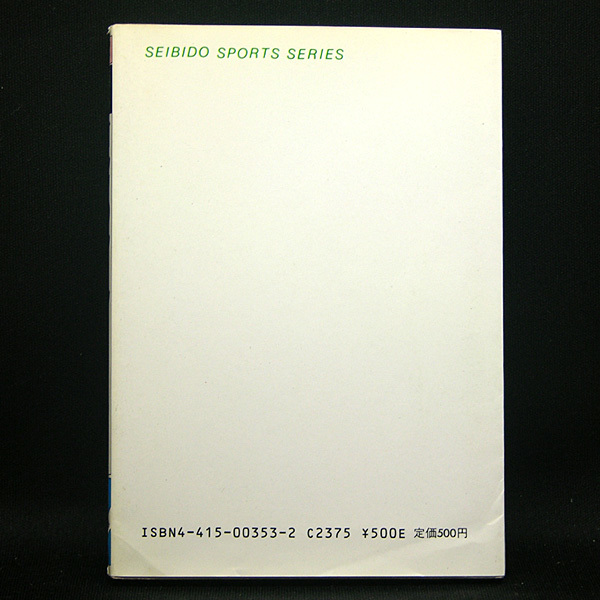 SEIBIDO SPORTS SERIES
ISBN4-415-00353-2 C2375 ¥500E 定価500円